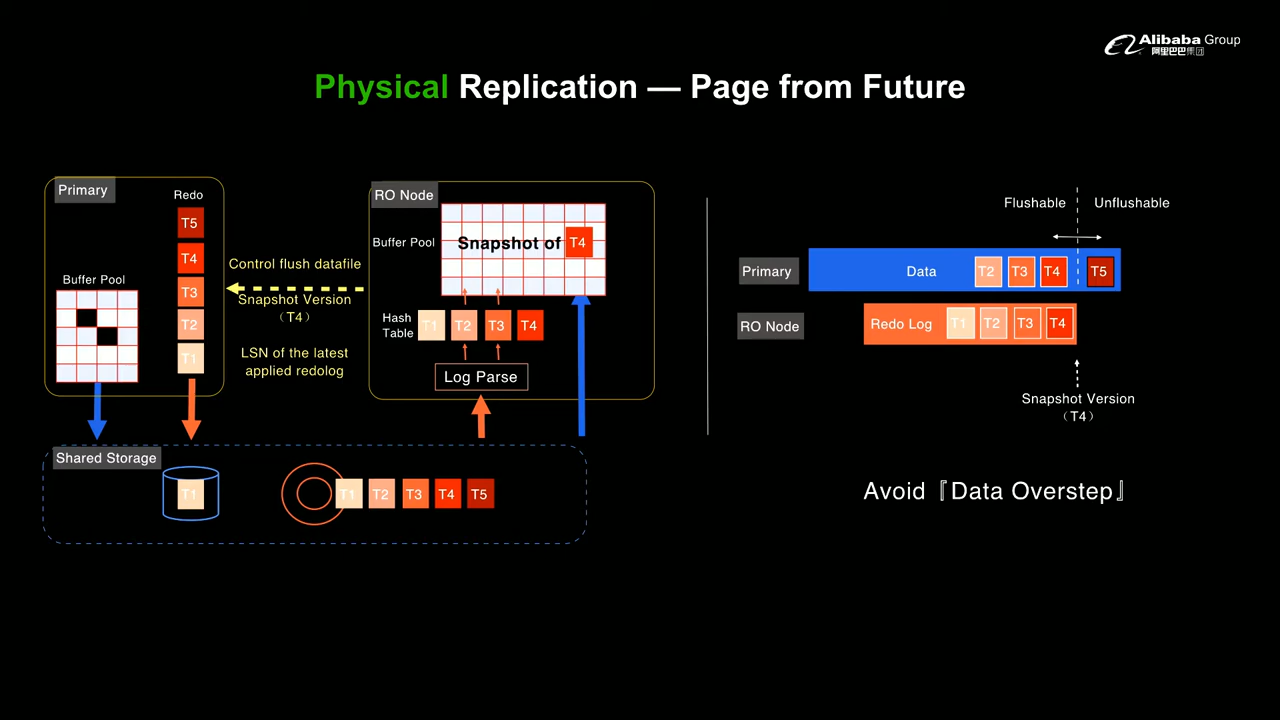 Alibaba Group
阿里巴巴集团
Physical Replication — Page from Future
Primary
Redo
T5
T4
T3
T2
T1
Buffer Pool
Control flush datafile
Snapshot Version
（T4）
LSN of the latest
applied redolog
RO Node
Buffer Pool
Snapshot of T4
Hash
Table
T1 T2 T3 T4
Log Parse
Shared Storage
T1
T1 T2 T3 T4 T5
Flushable
Unflushable
Primary
Data
T2 T3 T4 T5
RO Node
Redo Log
T1 T2 T3 T4
Snapshot Version
（T4）
Avoid『Data Overstep』